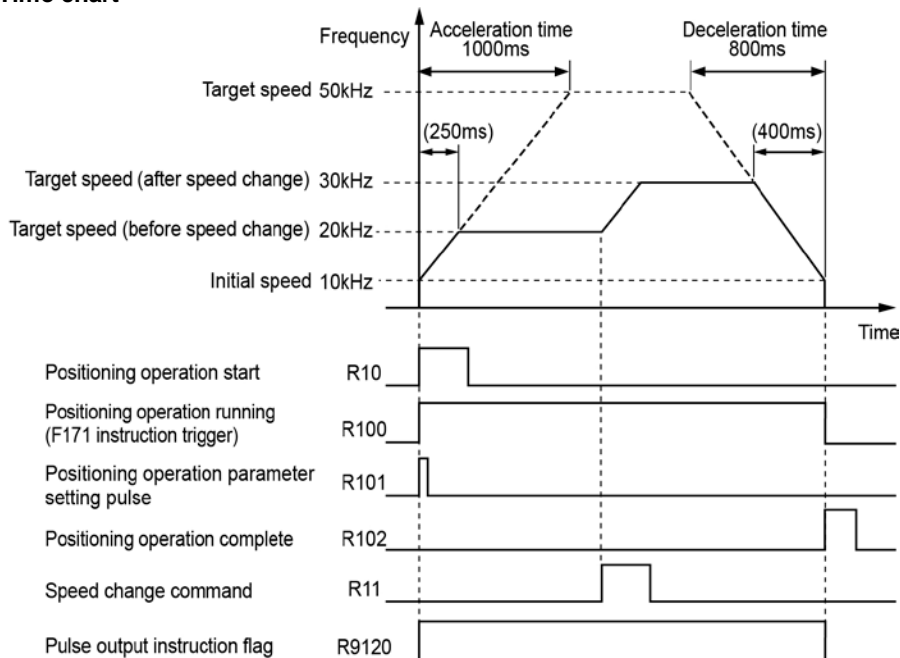 Time chart
Frequency
Acceleration time
1000ms
Deceleration time
800ms
Target speed 50kHz
(250ms)
(400ms)
Target speed (after speed change) 30kHz
Target speed (before speed change) 20kHz
Initial speed 10kHz
Time
Positioning operation start R10
Positioning operation running
(F171 instruction trigger) R100
Positioning operation parameter
setting pulse R101
Positioning operation complete R102
Speed change command R11
Pulse output instruction flag R9120